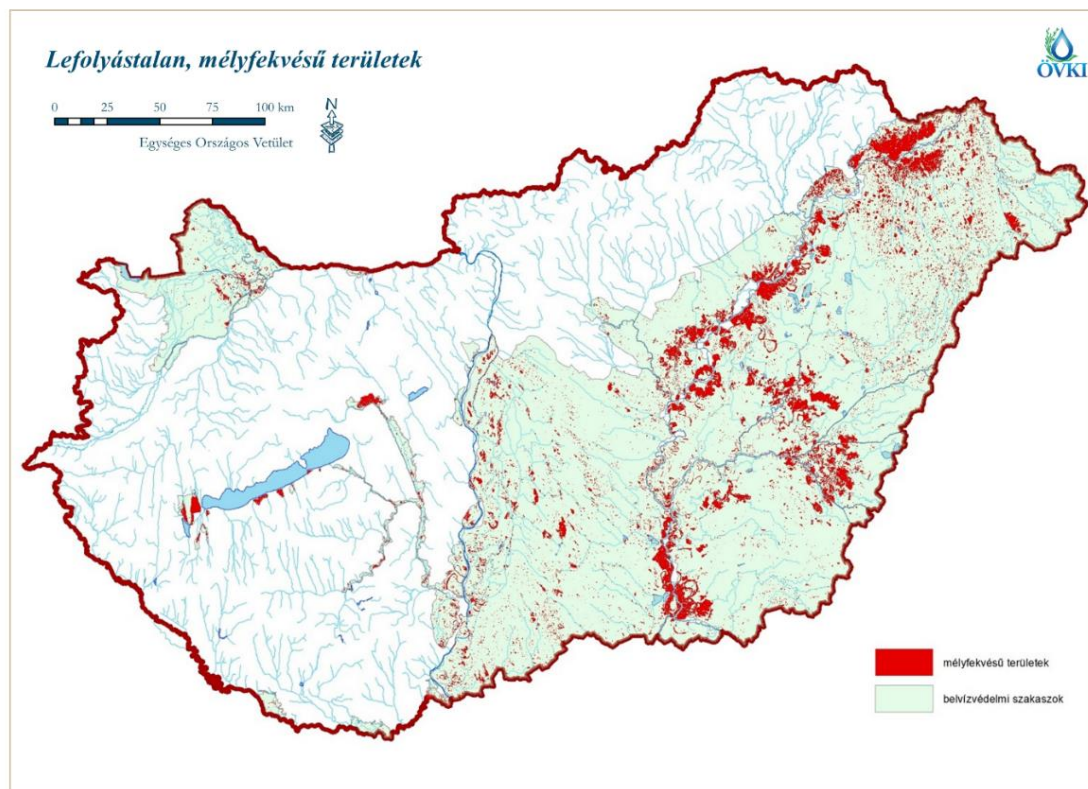 Lefolyástalan, mélyfekvésű területek
ÖVKI
0 25 50 75 100 km
N
Egységes Országos Vetület
mélyfekvésű területek
belvízvédelmi szakaszok